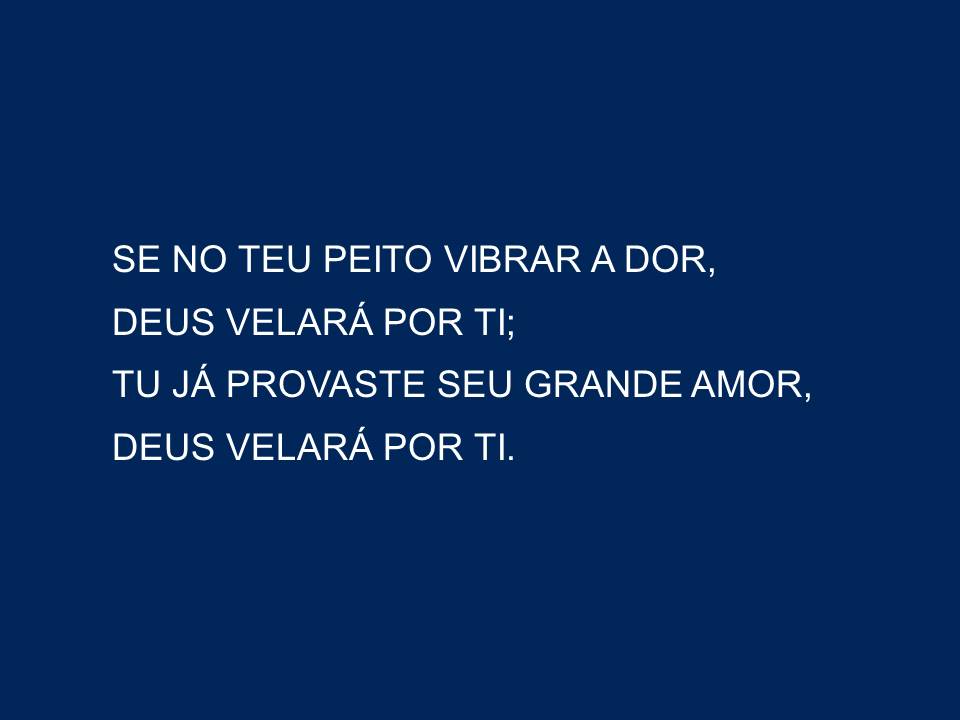 SE NO TEU PEITO VIBRAR A DOR,
DEUS VELARÁ POR TI;
TU JÁ PROVASTE SEU GRANDE AMOR,
DEUS VELARÁ POR TI.